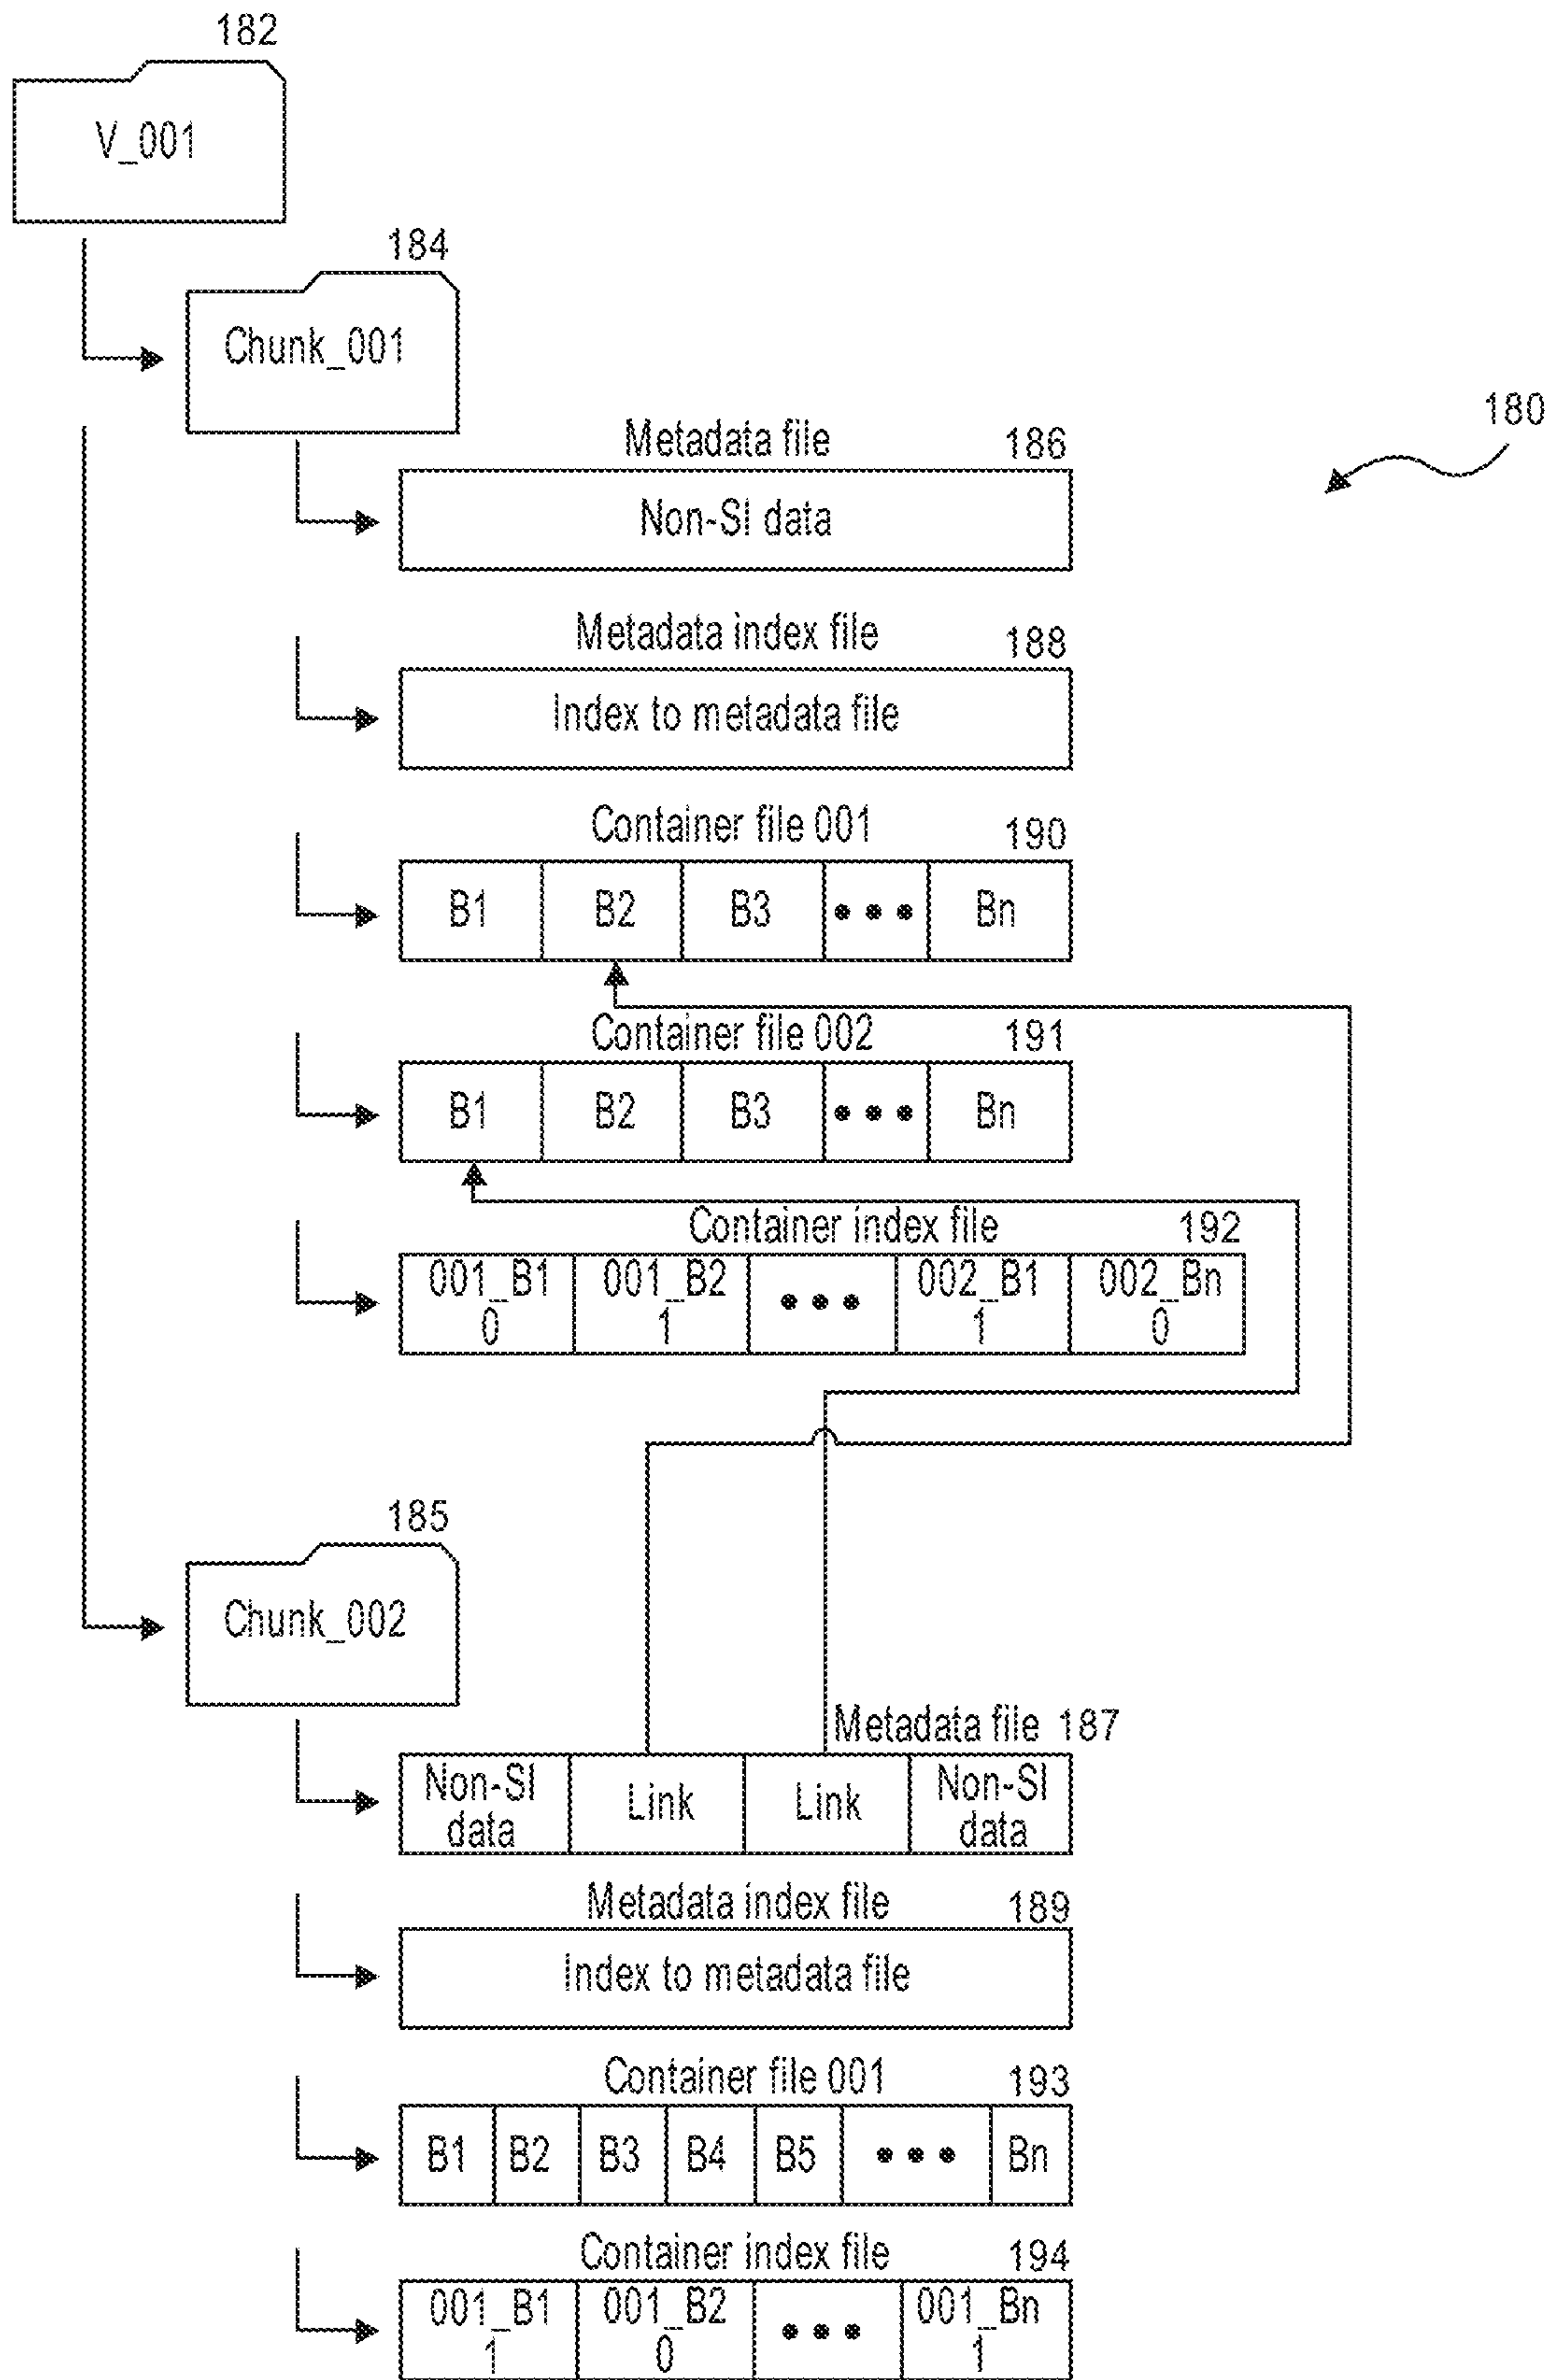 182
V_001
184
Chunk_001
180
Metadata file 186
Non-SI data
Metadata index file 188
Index to metadata file
Container file 001 190
B1 B2 B3 ••• Bn
Container file 002 191
B1 B2 B3 ••• Bn
Container index file 192
001_B1 001_B2 ••• 002_B1 002_Bn
0 1 1 0
185
Chunk_002
Metadata file 187
Non-SI Link Link Non-SI
data data
Metadata index file 189
Index to metadata file
Container file 001 193
B1 B2 B3 B4 B5 ••• Bn
Container index file 194
001_B1 001_B2 ••• 001_Bn
1 0 1